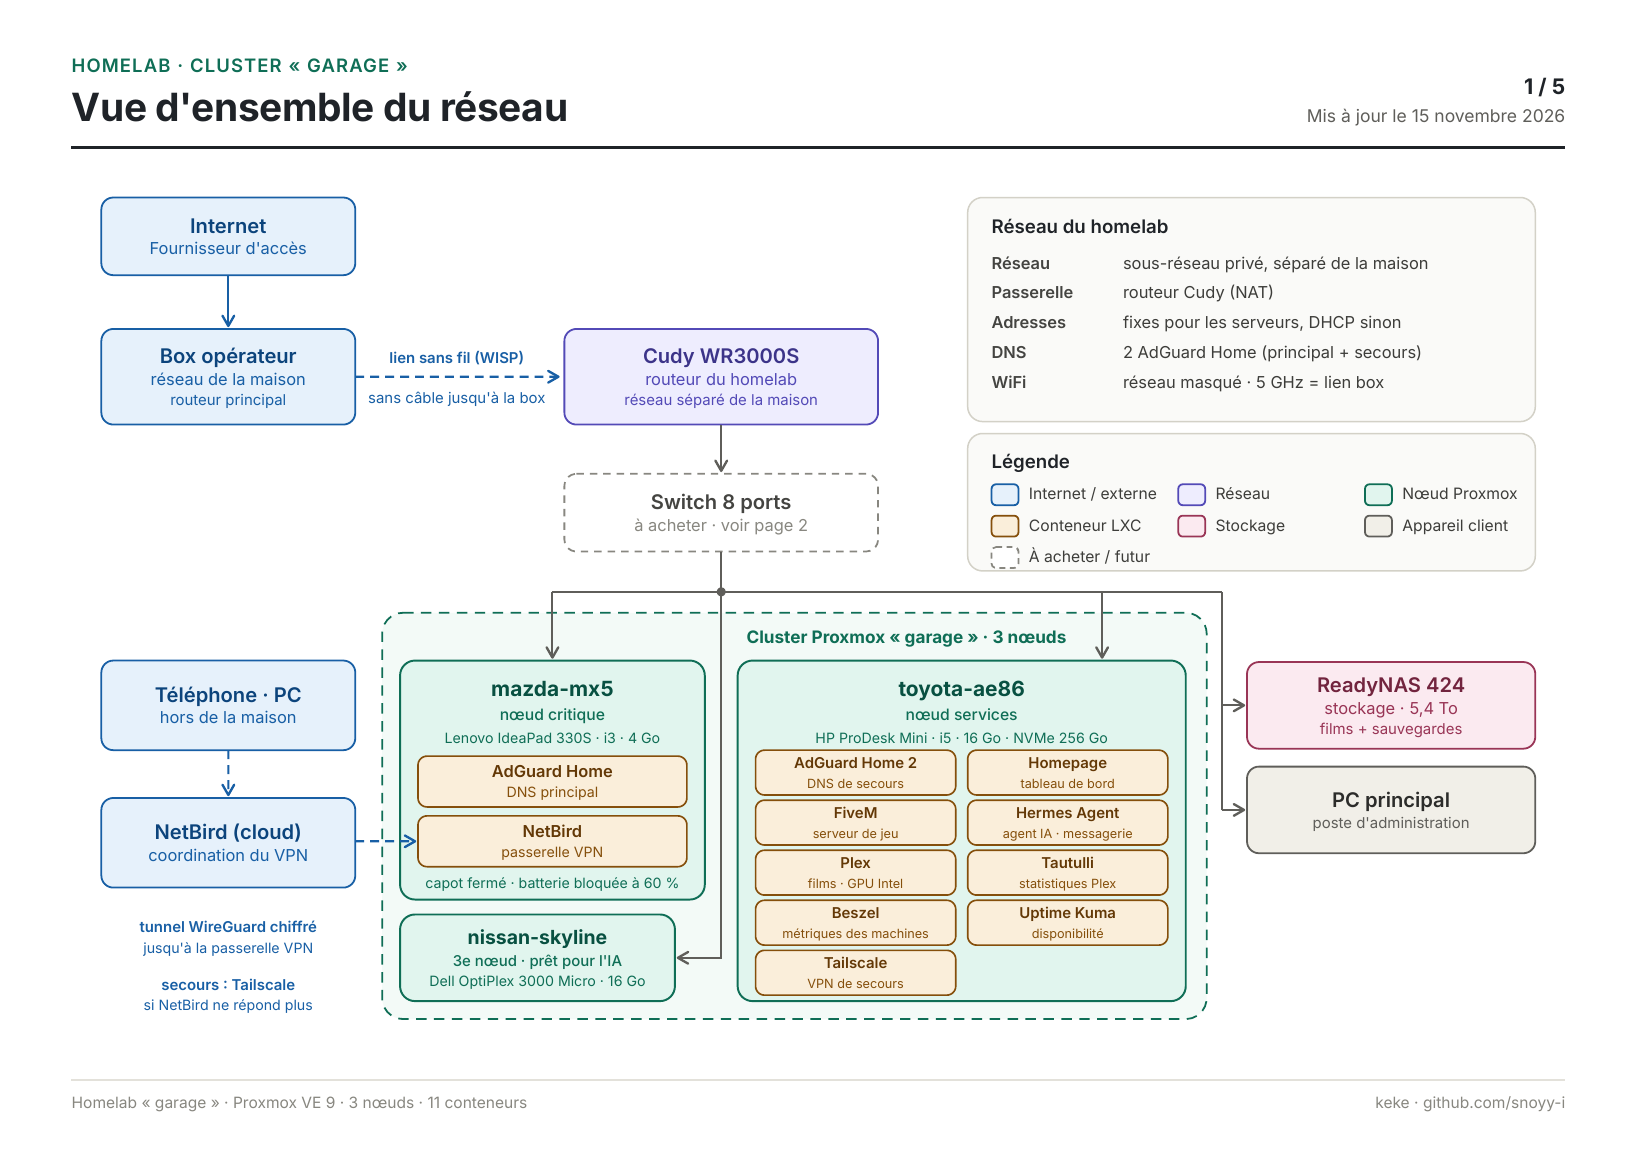 HOMELAB · CLUSTER « GARAGE »
Vue d'ensemble du réseau
1 / 5
Mis à jour le 15 novembre 2026
Internet
Fournisseur d'accès
Box opérateur
réseau de la maison
routeur principal
lien sans fil (WISP)
sans câble jusqu'à la box
Cudy WR3000S
routeur du homelab
réseau séparé de la maison
Switch 8 ports
à acheter · voir page 2
Réseau du homelab
Réseau sous-réseau privé, séparé de la maison
Passerelle routeur Cudy (NAT)
Adresses fixes pour les serveurs, DHCP sinon
DNS 2 AdGuard Home (principal + secours)
WiFi réseau masqué · 5 GHz = lien box
Légende
Internet / externe Réseau Nœud Proxmox
Conteneur LXC Stockage Appareil client
À acheter / futur
Cluster Proxmox « garage » · 3 nœuds
Téléphone · PC
hors de la maison
NetBird (cloud)
coordination du VPN
tunnel WireGuard chiffré
jusqu'à la passerelle VPN
secours : Tailscale
si NetBird ne répond plus
mazda-mx5
nœud critique
Lenovo IdeaPad 330S · i3 · 4 Go
AdGuard Home
DNS principal
NetBird
passerelle VPN
capot fermé · batterie bloquée à 60 %
nissan-skyline
3e nœud · prêt pour l'IA
Dell OptiPlex 3000 Micro · 16 Go
toyota-ae86
nœud services
HP ProDesk Mini · i5 · 16 Go · NVMe 256 Go
AdGuard Home 2
DNS de secours
Homepage
tableau de bord
FiveM
serveur de jeu
Hermes Agent
agent IA · messagerie
Plex
films · GPU Intel
Tautulli
statistiques Plex
Beszel
métriques des machines
Uptime Kuma
disponibilité
Tailscale
VPN de secours
ReadyNAS 424
stockage · 5,4 To
films + sauvegardes
PC principal
poste d'administration
Homelab « garage » · Proxmox VE 9 · 3 nœuds · 11 conteneurs
keke · github.com/snoyy-i